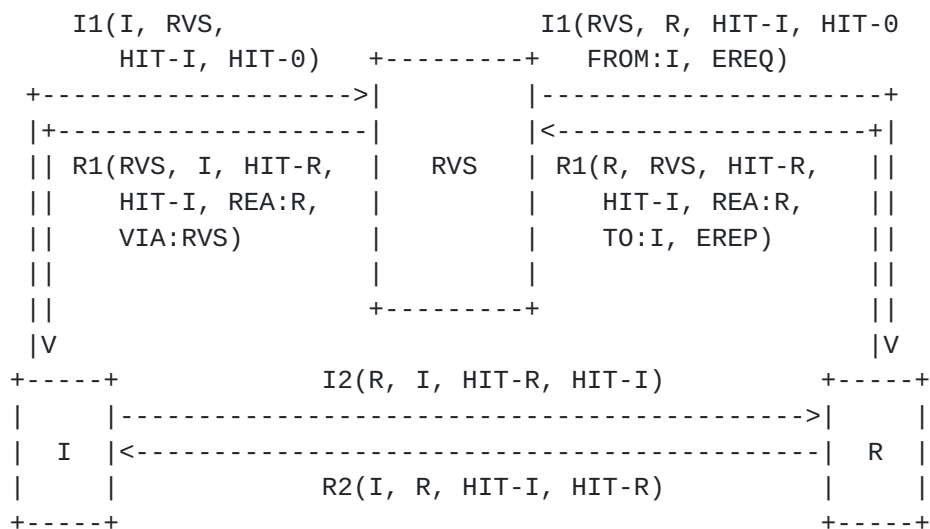 I1(I, RVS, I1(RVS, R, HIT-I, HIT-0
HIT-I, HIT-0) FROM:I, EREQ)
R1(RVS, I, HIT-R, RVS R1(R, RVS, HIT-R,
HIT-I, REA:R, HIT-I, REA:R,
VIA:RVS) TO:I, EREP)
V V
I2(R, I, HIT-R, HIT-I)
I R
R2(I, R, HIT-I, HIT-R)